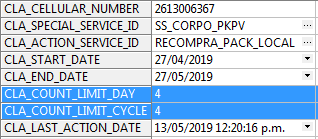 CLA_CELLULAR_NUMBER 2613006367
CLA_SPECIAL_SERVICE_ID SS_CORPO_PKPV ...
CLA_ACTION_SERVICE_ID RECOMPRA_PACK_LOCAL ...
CLA_START_DATE 27/04/2019
CLA_END_DATE 27/05/2019
CLA_COUNT_LIMIT_DAY 4
CLA_COUNT_LIMIT_CYCLE 4
CLA_LAST_ACTION_DATE 13/05/2019 12:20:16 p.m.